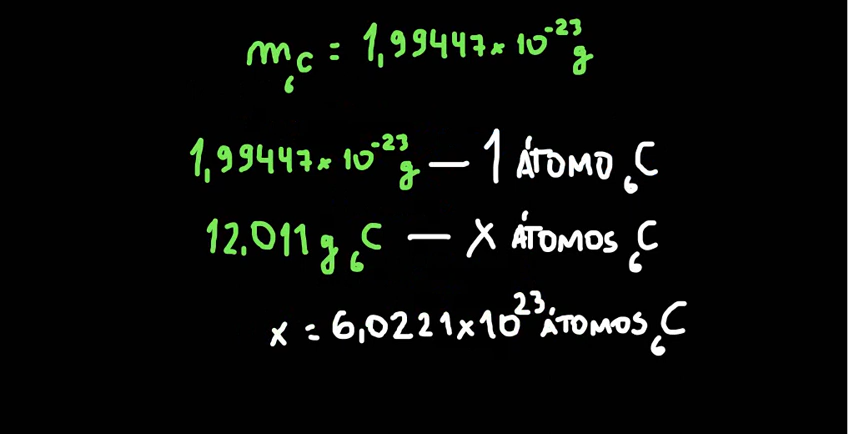 m₆C = 1,99447 × 10⁻²³ g
1,99447 × 10⁻²³ g — 1 ÁTOMO ₆C
12,011 g ₆C — X ÁTOMOS ₆C
x = 6,0221 × 10²³ ÁTOMOS ₆C